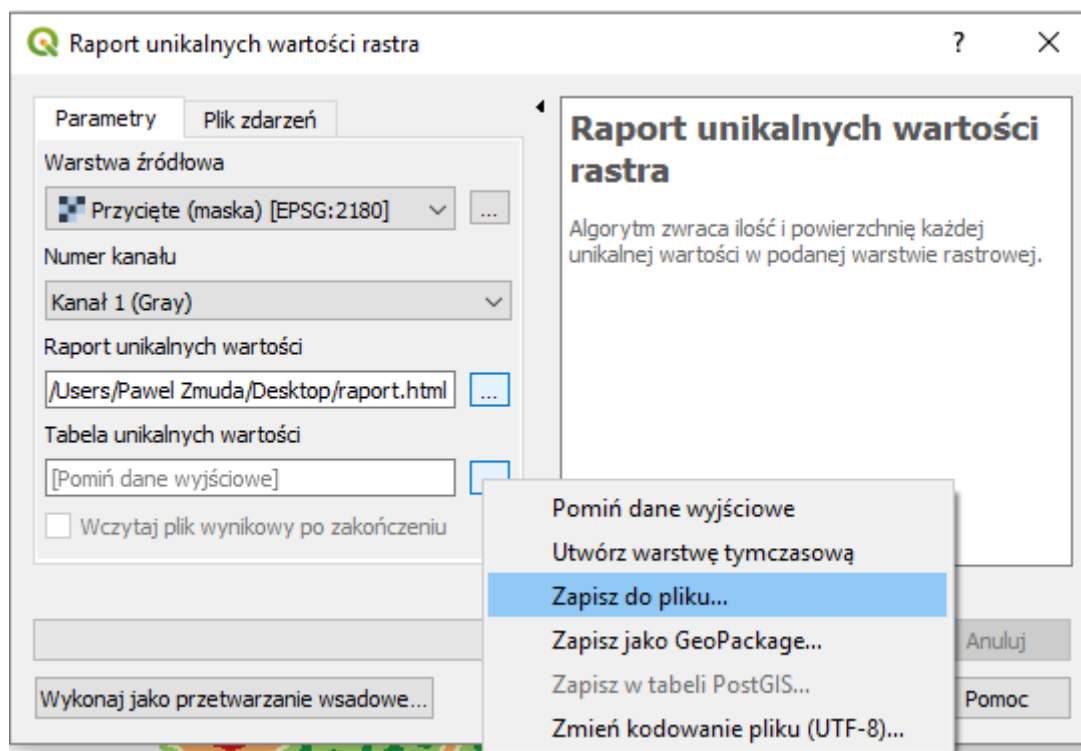 Raport unikalnych wartości rastra
?
Parametry
Plik zdarzeń
Warstwa źródłowa
Przycięte (maska) [EPSG:2180]
...
Numer kanału
Kanał 1 (Gray)
Raport unikalnych wartości
/Users/Pawel Zmuda/Desktop/raport.html
...
Tabela unikalnych wartości
[Pomiń dane wyjściowe]
Wczytaj plik wynikowy po zakończeniu
Raport unikalnych wartości
rastra
Algorytm zwraca ilość i powierzchnię każdej
unikalnej wartości w podanej warstwie rastrowej.
Pomiń dane wyjściowe
Utwórz warstwę tymczasową
Zapisz do pliku...
Zapisz jako GeoPackage...
Zapisz w tabeli PostGIS...
Zmień kodowanie pliku (UTF-8)...
Anuluj
Wykonaj jako przetwarzanie wsadowe...
Pomoc